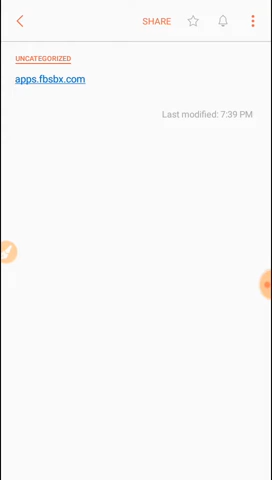 SHARE
UNCATEGORIZED
apps.fbsbx.com
Last modified: 7:39 PM